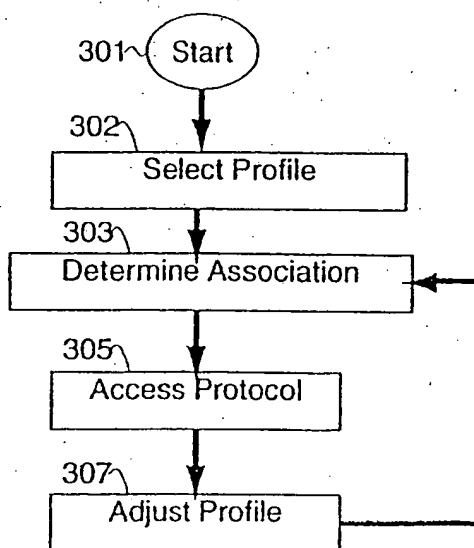 301 Start
302
Select Profile
303
Determine Association
305
Access Protocol
307
Adjust Profile